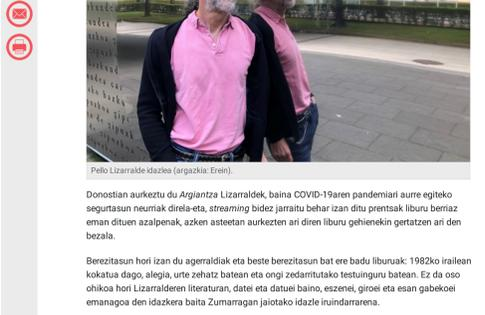 Pello Lizarralde idazlea (argazkia: Erein).
Donostian aurkeztu du Argiantza Lizarraldek, baina COVID-19aren pandemiari aurre egiteko
segurtasun neurriak direla-eta, streaming bidez jarraitu behar izan ditu prentsak liburu berriaz
eman dituen azalpenak, azken asteetan aurkezten ari diren liburu gehienekin gertatzen ari den
bezala.
Berezitasun hori izan du agerraldiak eta beste berezitasun bat ere badu liburuak: 1982ko irailean
kokatua dago, alegia, urte zehatz batean eta ongi zedarritutako testuinguru batean. Ez da oso
ohikoa hori Lizarralderen literaturan, datei eta datuei baino, eszenei, giroei eta esan gabekoei
emanagoa den idazkera baita Zumarragan jaiotako idazle iruindarrarena.